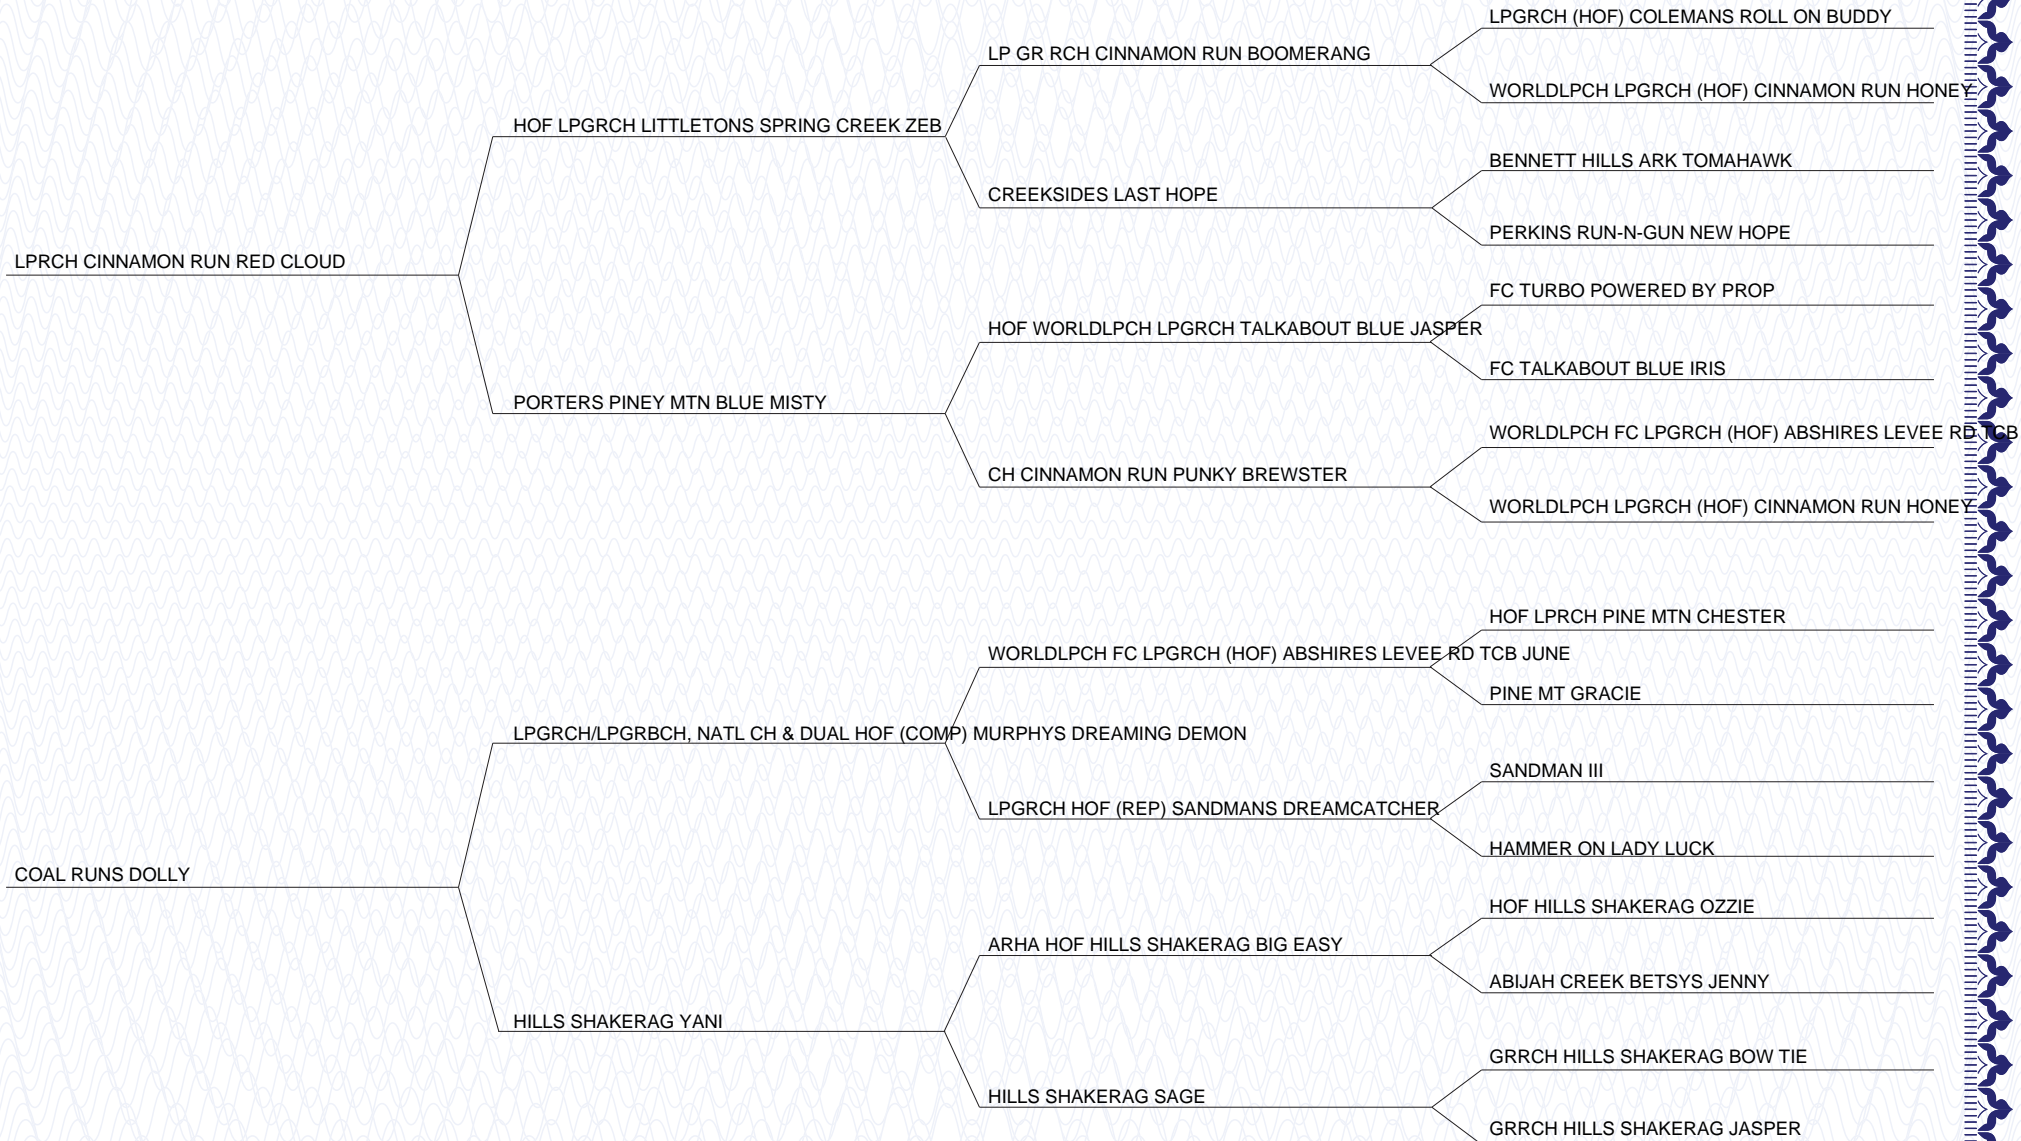 LPGRCH (HOF) COLEMANS ROLL ON BUDDY
LP GR RCH CINNAMON RUN BOOMERANG
WORLDLPCH LPGRCH (HOF) CINNAMON RUN HONEY
HOF LPGRCH LITTLETONS SPRING CREEK ZEB
BENNETT HILLS ARK TOMAHAWK
CREEKSIDES LAST HOPE
PERKINS RUN-N-GUN NEW HOPE
LPRCH CINNAMON RUN RED CLOUD
FC TURBO POWERED BY PROP
HOF WORLDLPCH LPGRCH TALKABOUT BLUE JASPER
FC TALKABOUT BLUE IRIS
PORTERS PINEY MTN BLUE MISTY
WORLDLPCH FC LPGRCH (HOF) ABSHIRES LEVEE RD TCB
CH CINNAMON RUN PUNKY BREWSTER
WORLDLPCH LPGRCH (HOF) CINNAMON RUN HONEY
HOF LPRCH PINE MTN CHESTER
WORLDLPCH FC LPGRCH (HOF) ABSHIRES LEVEE RD TCB JUNE
PINE MT GRACIE
LPGRCH/LPGRBCH, NATL CH & DUAL HOF (COMP) MURPHYS DREAMING DEMON
SANDMAN III
LPGRCH HOF (REP) SANDMANS DREAMCATCHER
HAMMER ON LADY LUCK
COAL RUNS DOLLY
HOF HILLS SHAKERAG OZZIE
ARHA HOF HILLS SHAKERAG BIG EASY
ABIJAH CREEK BETSYS JENNY
HILLS SHAKERAG YANI
GRRCH HILLS SHAKERAG BOW TIE
HILLS SHAKERAG SAGE
GRRCH HILLS SHAKERAG JASPER